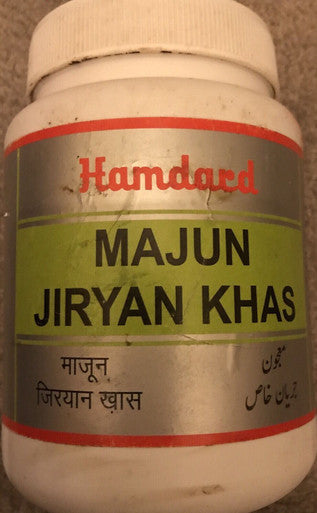 Hamdard
MAJUN
JIRYAN KHAS
माजून
जिरयान ख़ास
معجون
جریان خاص